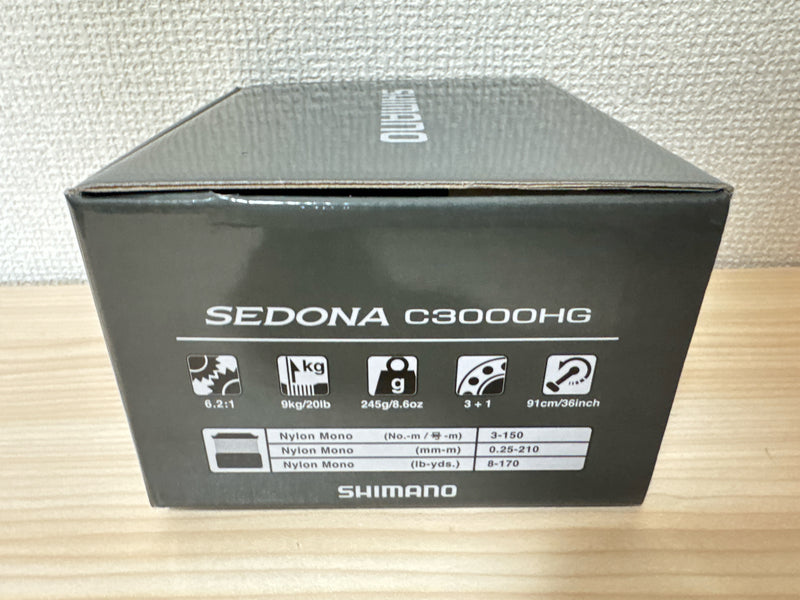 SHIMANO
SEDONA C3000HG
kg g
6.2:1 9kg/20lb 245g/8.6oz 3 + 1 91cm/36inch
Nylon Mono (No.-m / 号-m) 3-150
Nylon Mono (mm-m) 0.25-210
Nylon Mono (lb-yds.) 8-170
SHIMANO